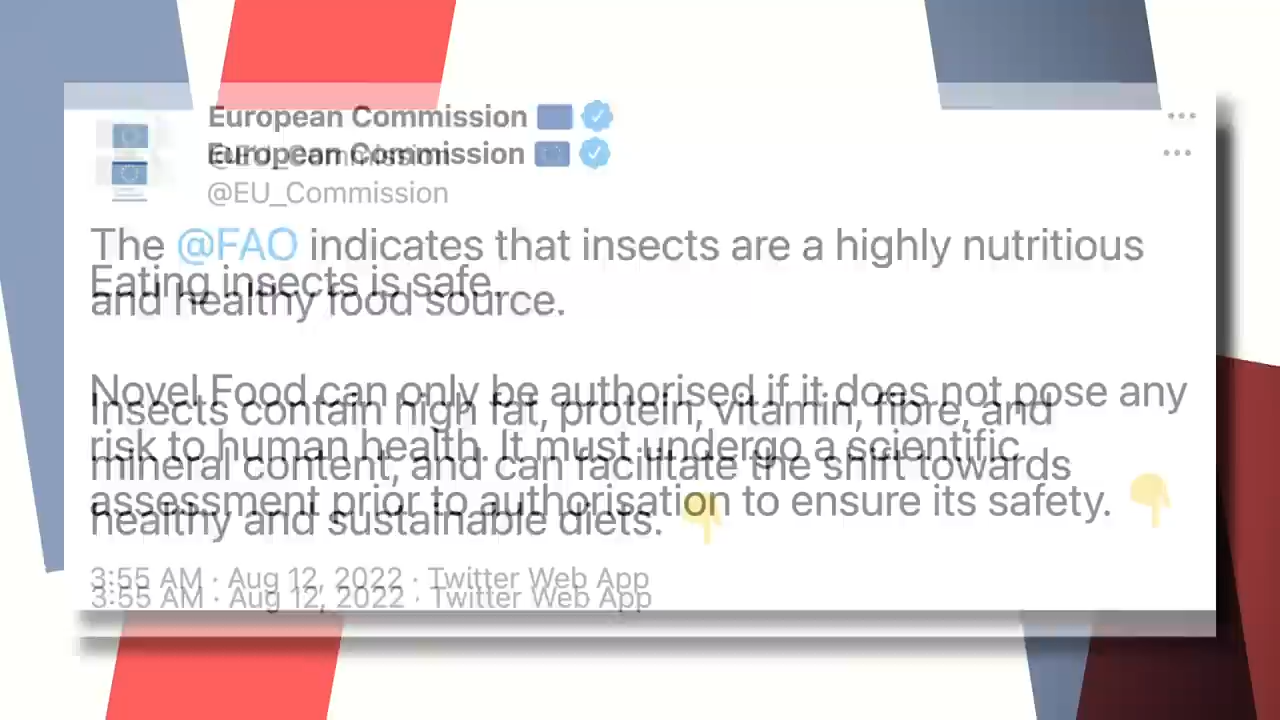 European Commission
@EU_Commission
Eating insects is safe.
Novel Food can only be authorised if it does not pose any
risk to human health. It must undergo a scientific
assessment prior to authorisation to ensure its safety. 👇
3:55 AM · Aug 12, 2022 · Twitter Web App
European Commission
@EU_Commission
The @FAO indicates that insects are a highly nutritious
and healthy food source.
Insects contain high fat, protein, vitamin, fibre, and
mineral content, and can facilitate the shift towards
healthy and sustainable diets. 👇
3:55 AM · Aug 12, 2022 · Twitter Web App